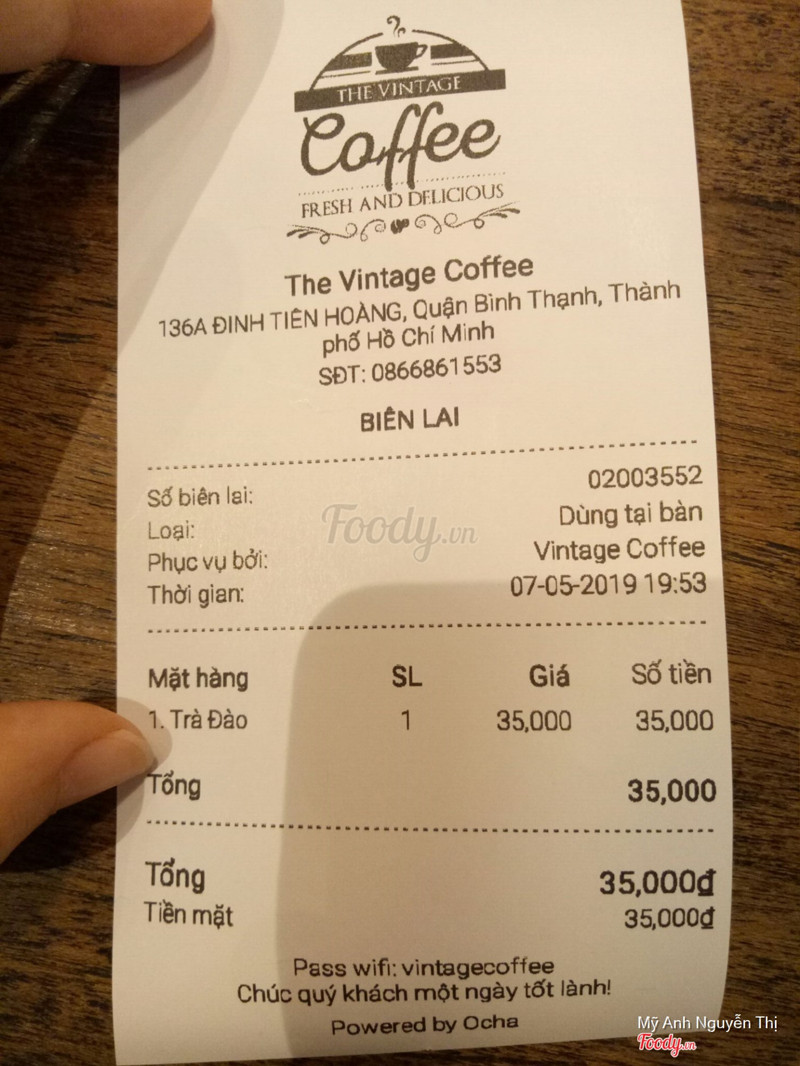 THE VINTAGE
Coffee
FRESH AND DELICIOUS
The Vintage Coffee
136A ĐINH TIÊN HOÀNG, Quận Bình Thạnh, Thành
phố Hồ Chí Minh
SĐT: 0866861553
BIÊN LAI
Số biên lai: 02003552
Loại: Dùng tại bàn
Phục vụ bởi: Vintage Coffee
Thời gian: 07-05-2019 19:53
Foody.vn
Mặt hàng SL Giá Số tiền
1. Trà Đào 1 35,000 35,000
Tổng 35,000
Tổng 35,000₫
Tiền mặt 35,000₫
Pass wifi: vintagecoffee
Chúc quý khách một ngày tốt lành!
Powered by Ocha
Mỹ Anh Nguyễn Thị
Foody.vn